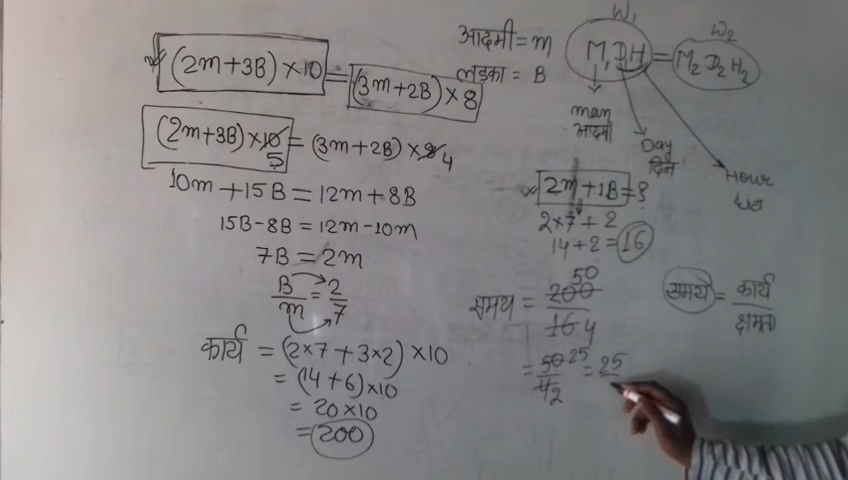 (2m+3B)×10=(3m+2B)×8
(2m+3B)×10=(3m+2B)×8
5 4
10m+15B=12m+8B
15B-8B=12m-10m
7B=2m
B/m=2/7
कार्य =(2×7+3×2)×10
=(14+6)×10
=20×10
=200
आदमी=m
लड़का=B
W₁ W₂
M₁DH=M₂D₂H₂
man
आदमी
Day
दिन
Hour
2m+1B=?
2×7+2
14+2=16
50
समय=200/16
4
समय=कार्य/क्षमता
=50/4=25
25
2